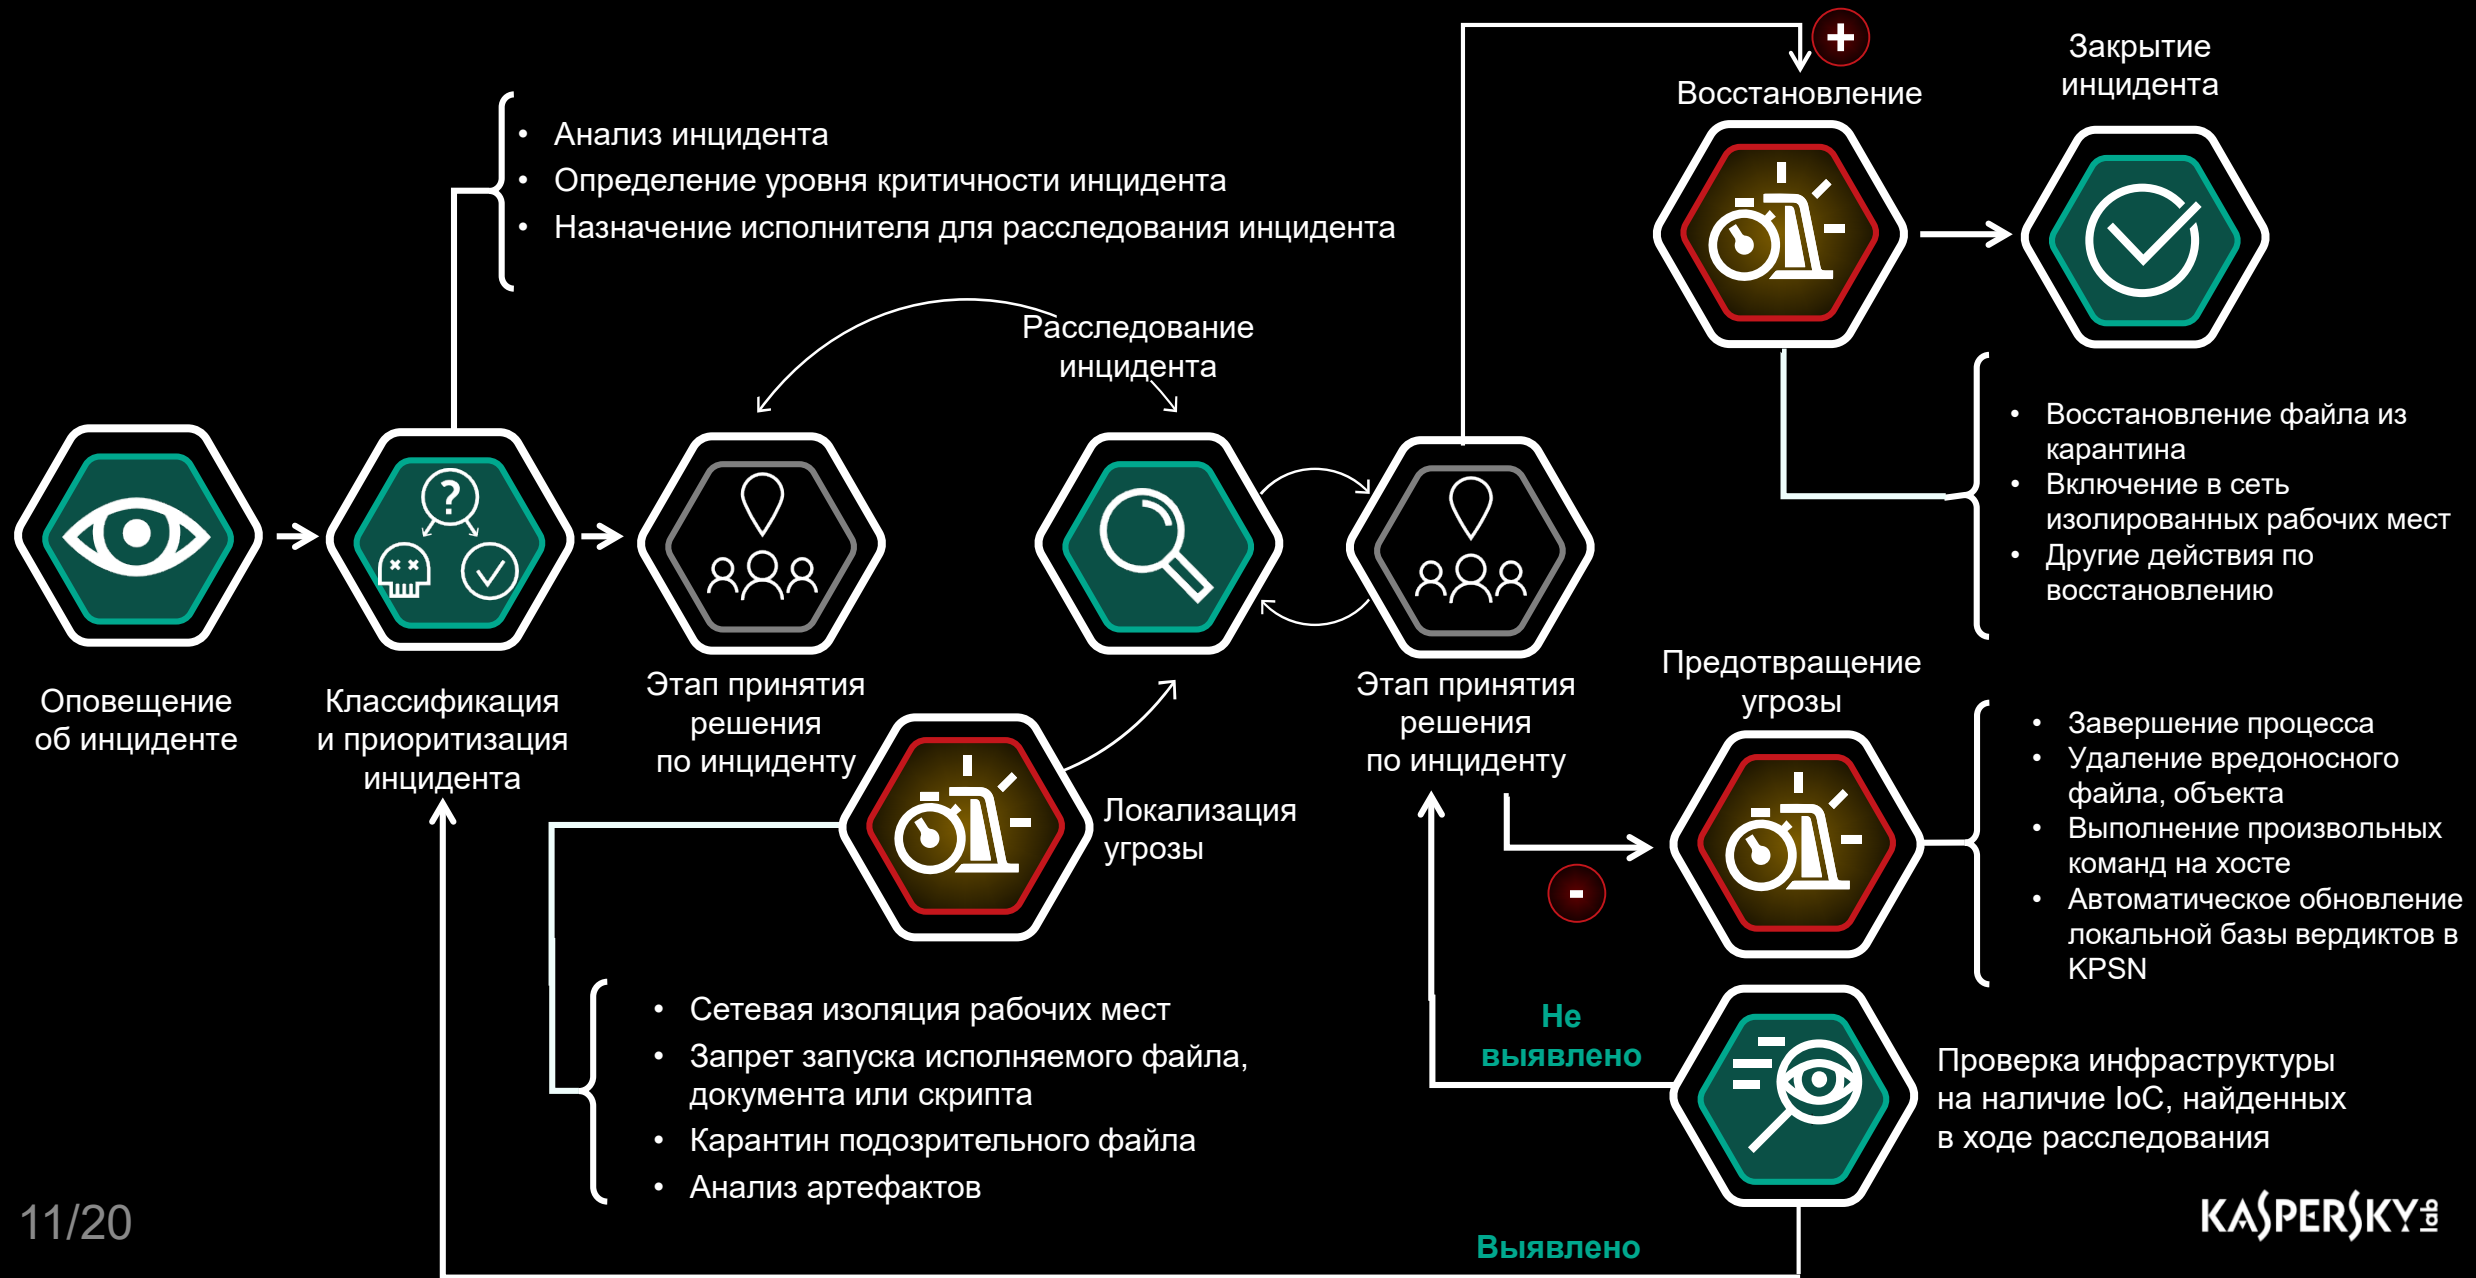 +
Закрытие
инцидента
Восстановление
• Анализ инцидента
• Определение уровня критичности инцидента
• Назначение исполнителя для расследования инцидента
Расследование
инцидента
?
• Восстановление файла из
карантина
• Включение в сеть
изолированных рабочих мест
• Другие действия по
восстановлению
Оповещение
об инциденте
Классификация
и приоритизация
инцидента
Этап принятия
решения
по инциденту
Локализация
угрозы
Этап принятия
решения
по инциденту
Предотвращение
угрозы
-
• Завершение процесса
• Удаление вредоносного
файла, объекта
• Выполнение произвольных
команд на хосте
• Автоматическое обновление
локальной базы вердиктов в
KPSN
• Сетевая изоляция рабочих мест
• Запрет запуска исполняемого файла,
документа или скрипта
• Карантин подозрительного файла
• Анализ артефактов
Не
выявлено
Проверка инфраструктуры
на наличие IoC, найденных
в ходе расследования
Выявлено
11/20
KASPERSKY lab